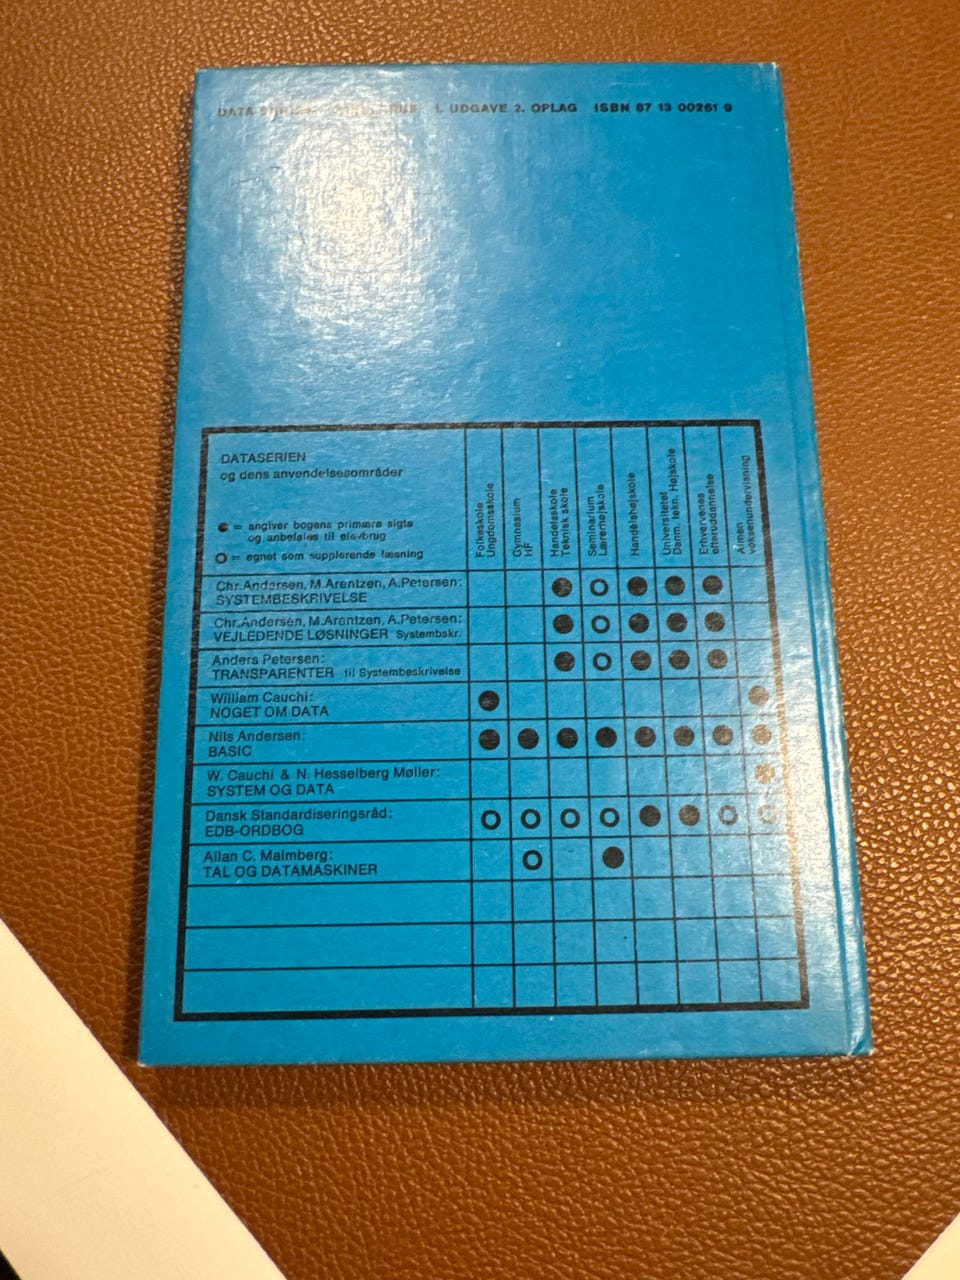 DATA 1. UDGAVE 2. OPLAG ISBN 87 13 00261 9
DATASERIEN
og dens anvendelsesområder
● = angiver bogens primære sigte
og anbefales til elevbrug
O = egnet som supplerende læsning
Folkeskole
Ungdomsskole
Gymnasium
HF
Handelsskole
Teknisk skole
Seminarium
Lærerhøjskole
Handelshøjskole
Universitetet
Danm. tekn. Højskole
Erhvervenes
efteruddannelse
Almen
voksenundervisning
Chr.Andersen, M.Arentzen, A.Petersen:
SYSTEMBESKRIVELSE
Chr.Andersen, M.Arentzen, A.Petersen:
VEJLEDENDE LØSNINGER Systembskr.
Anders Petersen:
TRANSPARENTER til Systembeskrivelse
William Cauchi:
NOGET OM DATA
Nils Andersen:
BASIC
W. Cauchi & N. Hesselberg Møller:
SYSTEM OG DATA
Dansk Standardiseringsråd:
EDB-ORDBOG
Allan C. Malmberg:
TAL OG DATAMASKINER